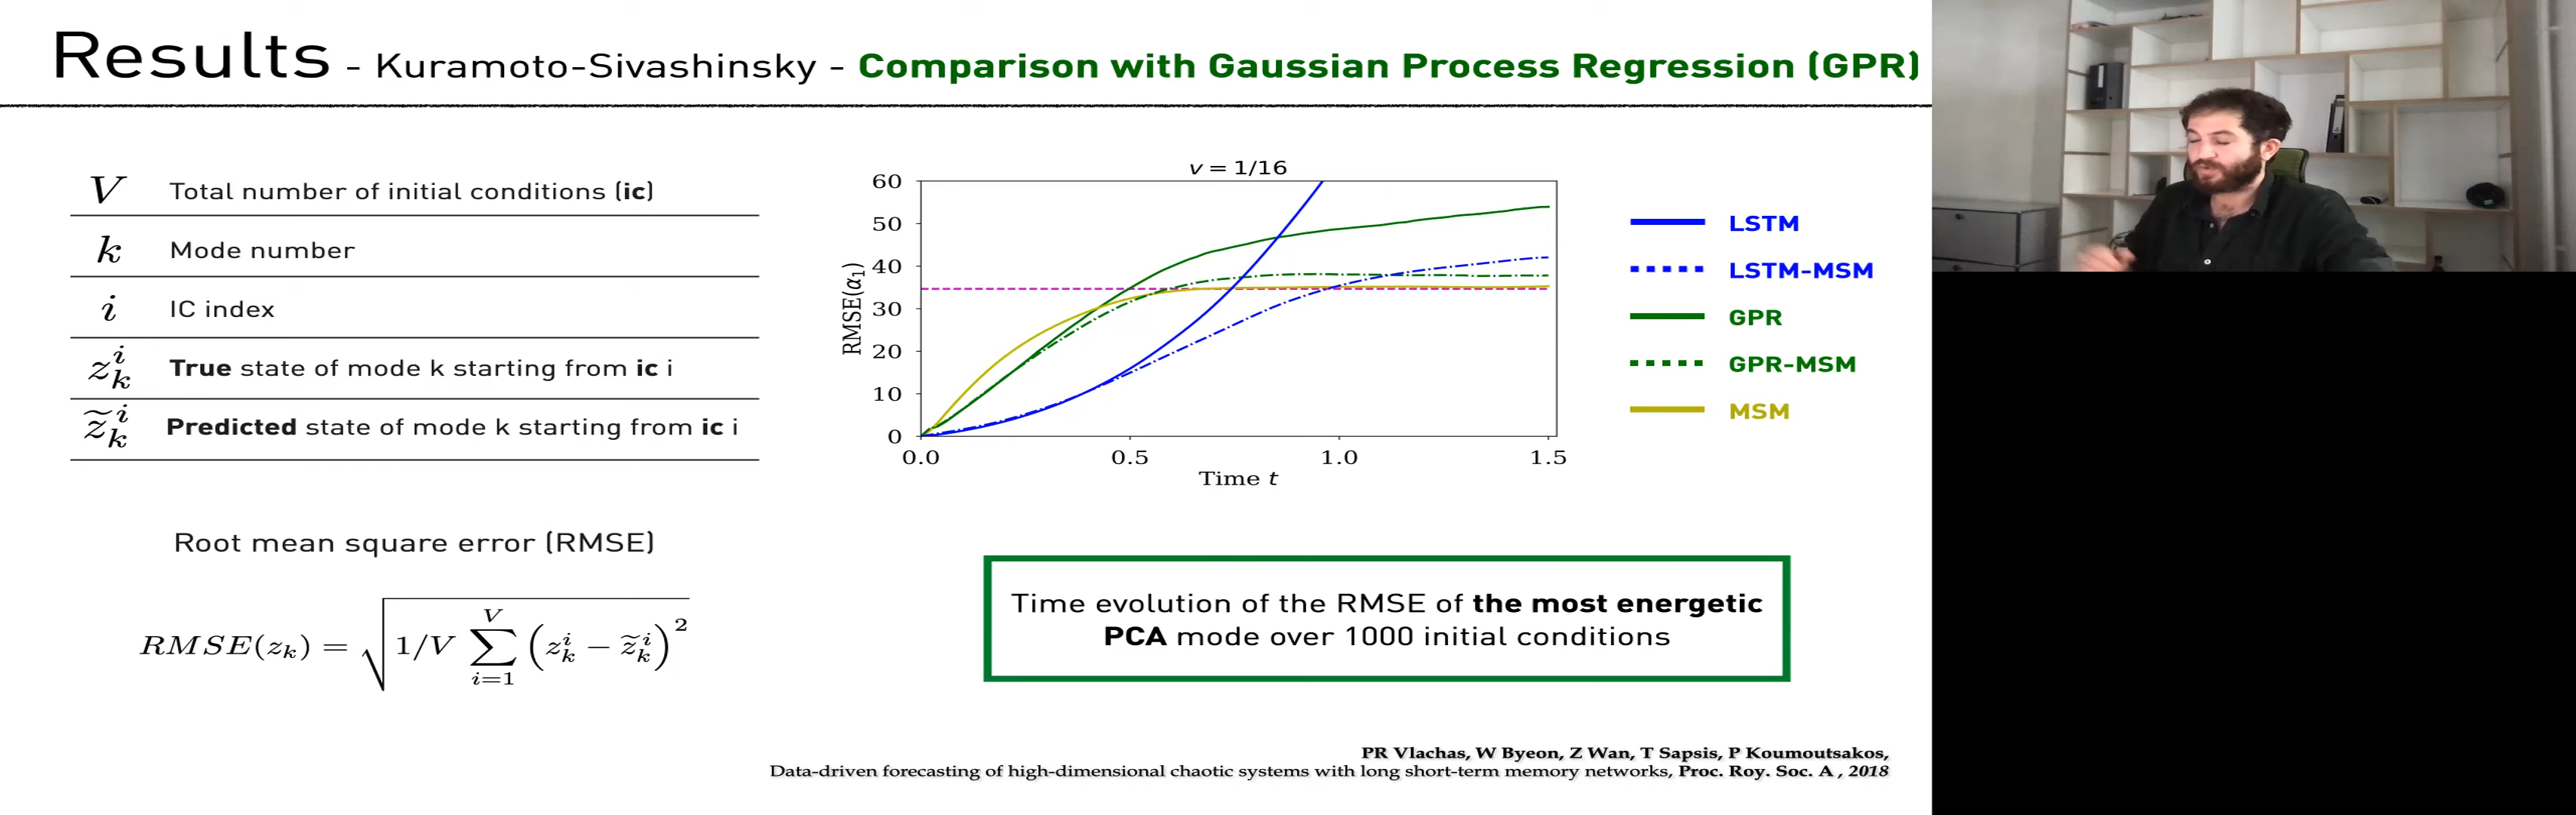 Results - Kuramoto-Sivashinsky - Comparison with Gaussian Process Regression (GPR)
V Total number of initial conditions (ic)
k Mode number
i IC index
z_k^i True state of mode k starting from ic i
z̃_k^i Predicted state of mode k starting from ic i
Root mean square error (RMSE)
RMSE(z_k) = √(1/V ∑_{i=1}^{V} (z_k^i − z̃_k^i)^2)
ν = 1/16
60
50
40
30
20
10
0
RMSE(α₁)
0.0 0.5 1.0 1.5
Time t
LSTM
LSTM-MSM
GPR
GPR-MSM
MSM
Time evolution of the RMSE of the most energetic
PCA mode over 1000 initial conditions
PR Vlachas, W Byeon, Z Wan, T Sapsis, P Koumoutsakos,
Data-driven forecasting of high-dimensional chaotic systems with long short-term memory networks, Proc. Roy. Soc. A , 2018